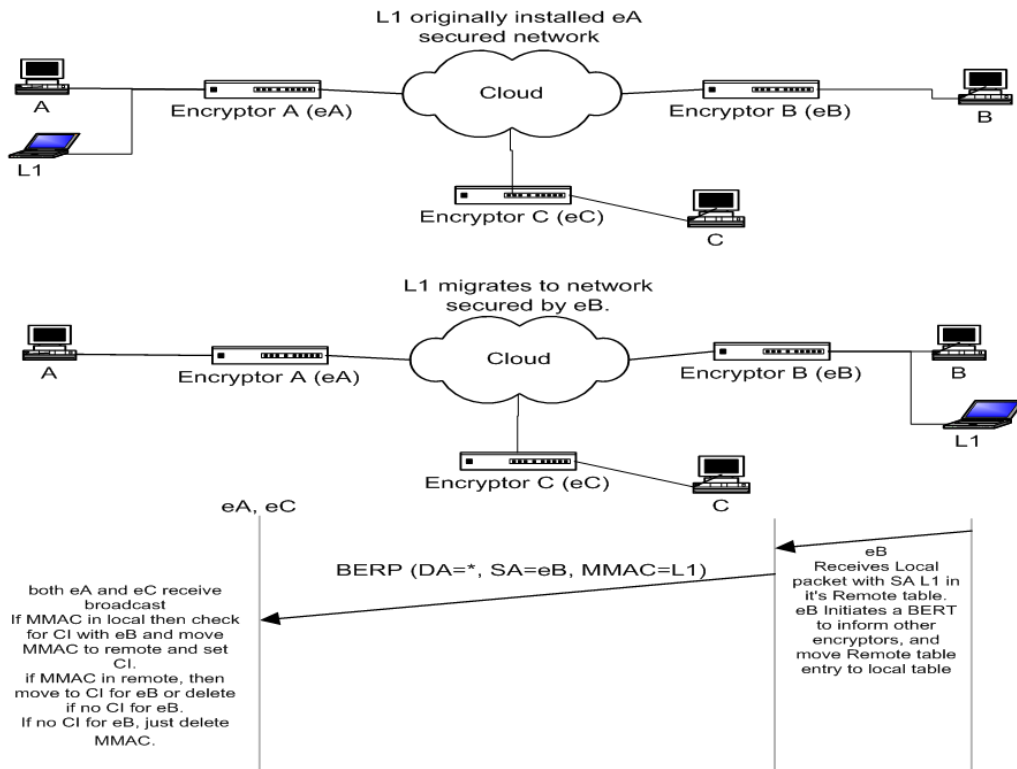 L1 originally installed eA
secured network
A
Encryptor A (eA)
Cloud
Encryptor B (eB)
B
L1
Encryptor C (eC)
C
L1 migrates to network
secured by eB.
A
Encryptor A (eA)
Cloud
Encryptor B (eB)
B
L1
Encryptor C (eC)
C
eA, eC
BERP (DA=*, SA=eB, MMAC=L1)
both eA and eC receive
broadcast
If MMAC in local then check
for CI with eB and move
MMAC to remote and set
CI.
if MMAC in remote, then
move to CI for eB or delete
if no CI for eB.
If no CI for eB, just delete
MMAC.
eB
Receives Local
packet with SA L1 in
it's Remote table.
eB Initiates a BERT
to inform other
encryptors, and
move Remote table
entry to local table